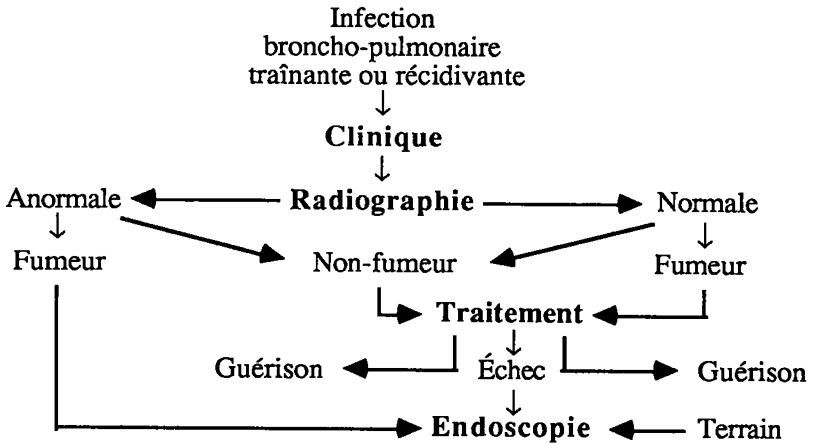 Infection
broncho-pulmonaire
traînante ou récidivante
Clinique
Anormale Radiographie Normale
Fumeur Non-fumeur Fumeur
Traitement
Guérison Échec Guérison
Endoscopie Terrain